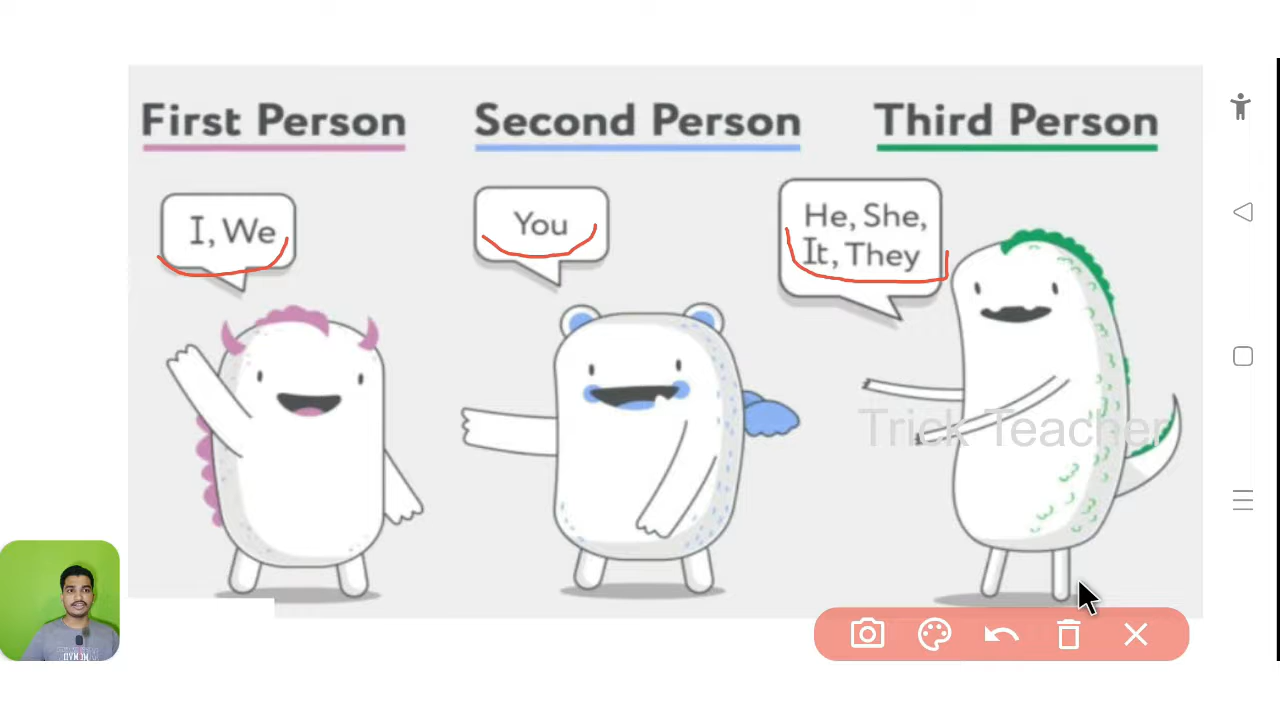 First Person
Second Person
Third Person
I, We
You
He, She,
It, They
Trick Teacher